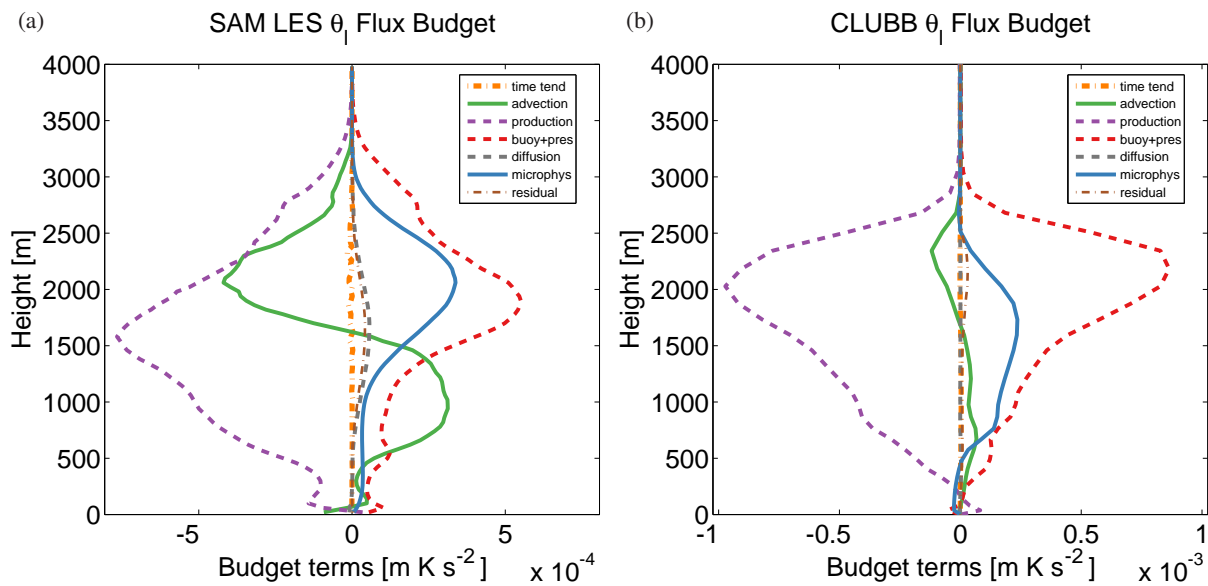 (a) SAM LES θl Flux Budget
4000
3500
3000
2500
2000
1500
1000
500
0
Height [m]
time tend
advection
production
buoy+pres
diffusion
microphys
residual
-5 0 5
Budget terms [m K s-2] x 10-4
(b) CLUBB θl Flux Budget
4000
3500
3000
2500
2000
1500
1000
500
0
Height [m]
time tend
advection
production
buoy+pres
diffusion
microphys
residual
-1 -0.5 0 0.5 1
Budget terms [m K s-2] x 10-3